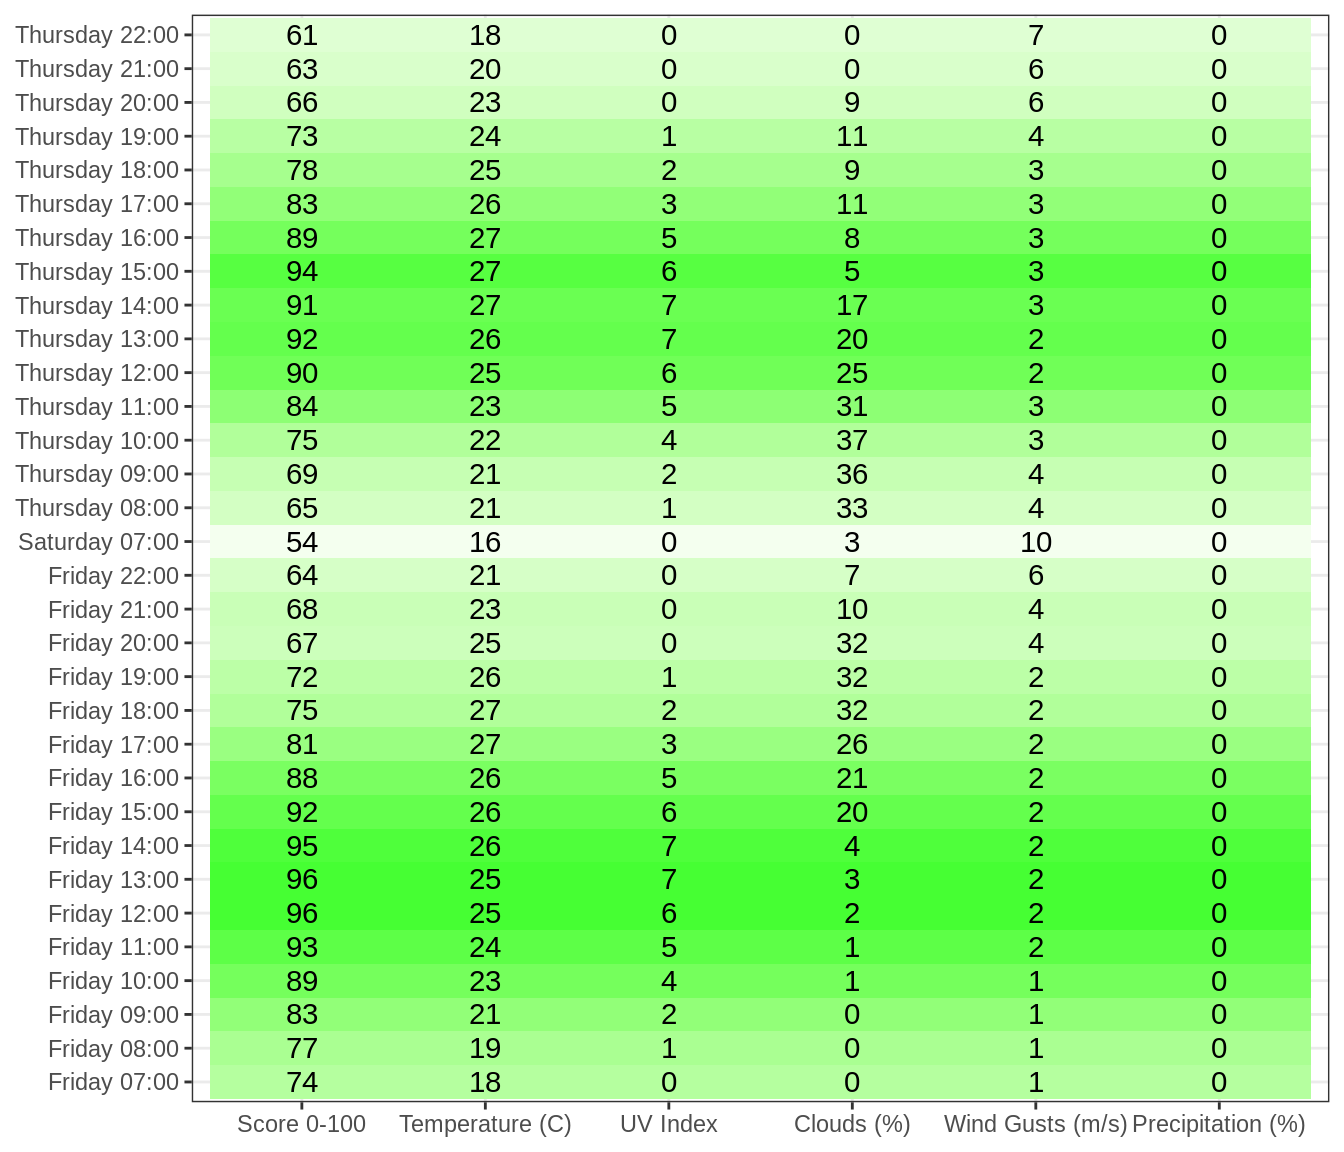 Thursday 22:00 61 18 0 0 7 0
Thursday 21:00 63 20 0 0 6 0
Thursday 20:00 66 23 0 9 6 0
Thursday 19:00 73 24 1 11 4 0
Thursday 18:00 78 25 2 9 3 0
Thursday 17:00 83 26 3 11 3 0
Thursday 16:00 89 27 5 8 3 0
Thursday 15:00 94 27 6 5 3 0
Thursday 14:00 91 27 7 17 3 0
Thursday 13:00 92 26 7 20 2 0
Thursday 12:00 90 25 6 25 2 0
Thursday 11:00 84 23 5 31 3 0
Thursday 10:00 75 22 4 37 3 0
Thursday 09:00 69 21 2 36 4 0
Thursday 08:00 65 21 1 33 4 0
Saturday 07:00 54 16 0 3 10 0
Friday 22:00 64 21 0 7 6 0
Friday 21:00 68 23 0 10 4 0
Friday 20:00 67 25 0 32 4 0
Friday 19:00 72 26 1 32 2 0
Friday 18:00 75 27 2 32 2 0
Friday 17:00 81 27 3 26 2 0
Friday 16:00 88 26 5 21 2 0
Friday 15:00 92 26 6 20 2 0
Friday 14:00 95 26 7 4 2 0
Friday 13:00 96 25 7 3 2 0
Friday 12:00 96 25 6 2 2 0
Friday 11:00 93 24 5 1 2 0
Friday 10:00 89 23 4 1 1 0
Friday 09:00 83 21 2 0 1 0
Friday 08:00 77 19 1 0 1 0
Friday 07:00 74 18 0 0 1 0
Score 0-100 Temperature (C) UV Index Clouds (%) Wind Gusts (m/s) Precipitation (%)